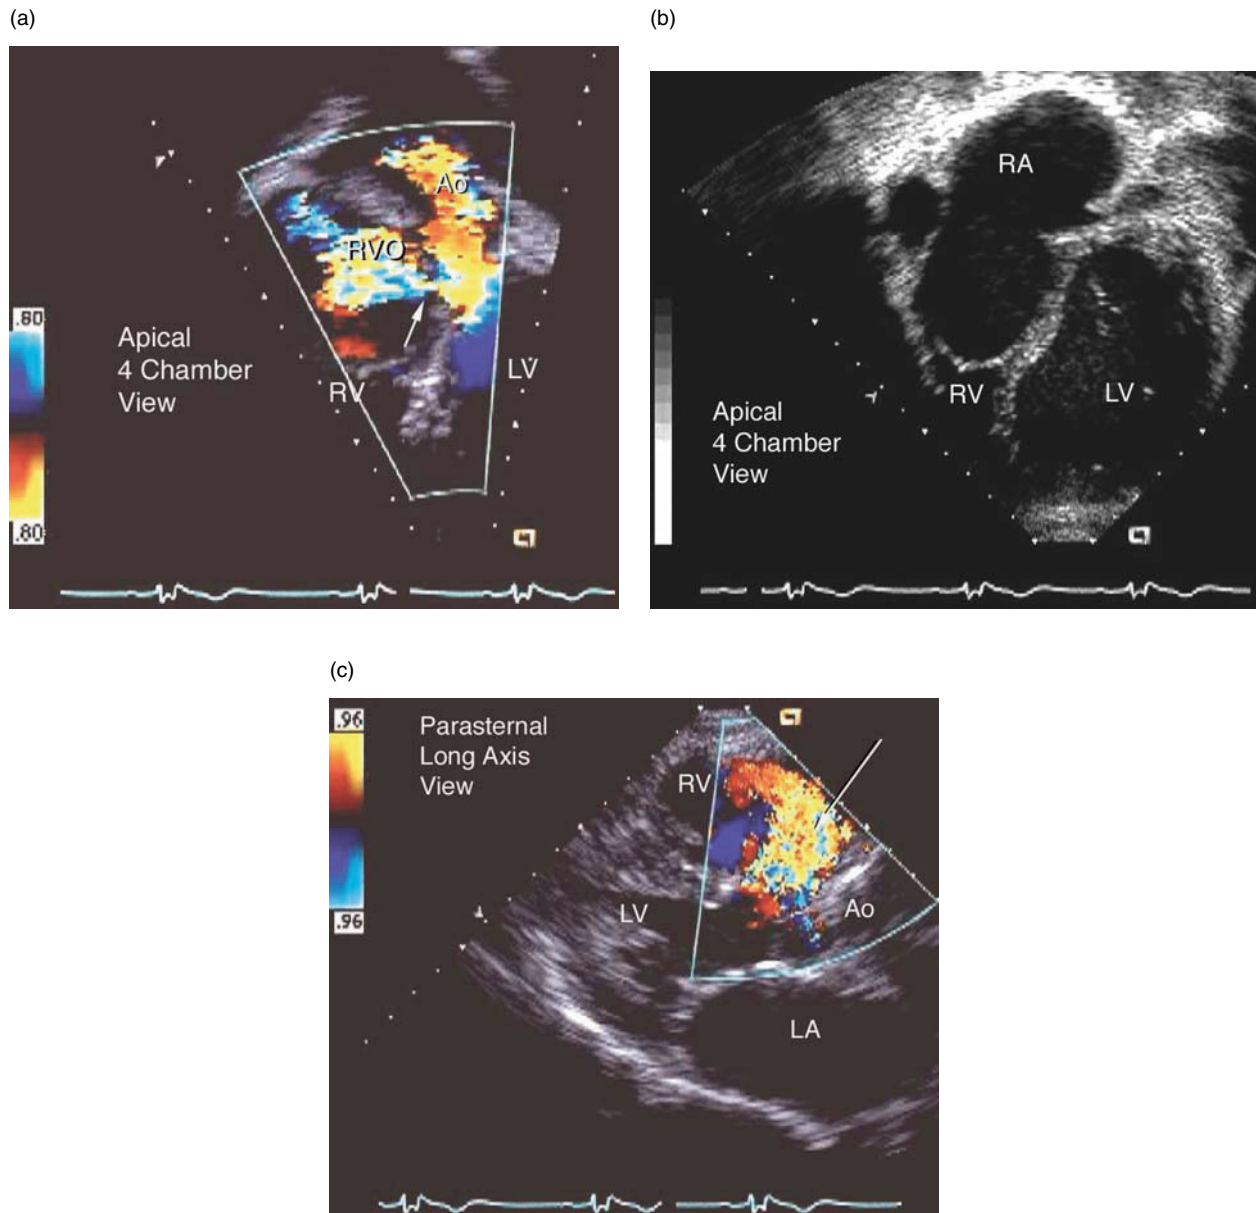 (a)
Ao
RVO
.80
Apical
4 Chamber
View
LV
RV
.80
(b)
RA
RV
LV
Apical
4 Chamber
View
(c)
.96
Parasternal
Long Axis
View
RV
LV
Ao
.96
LA